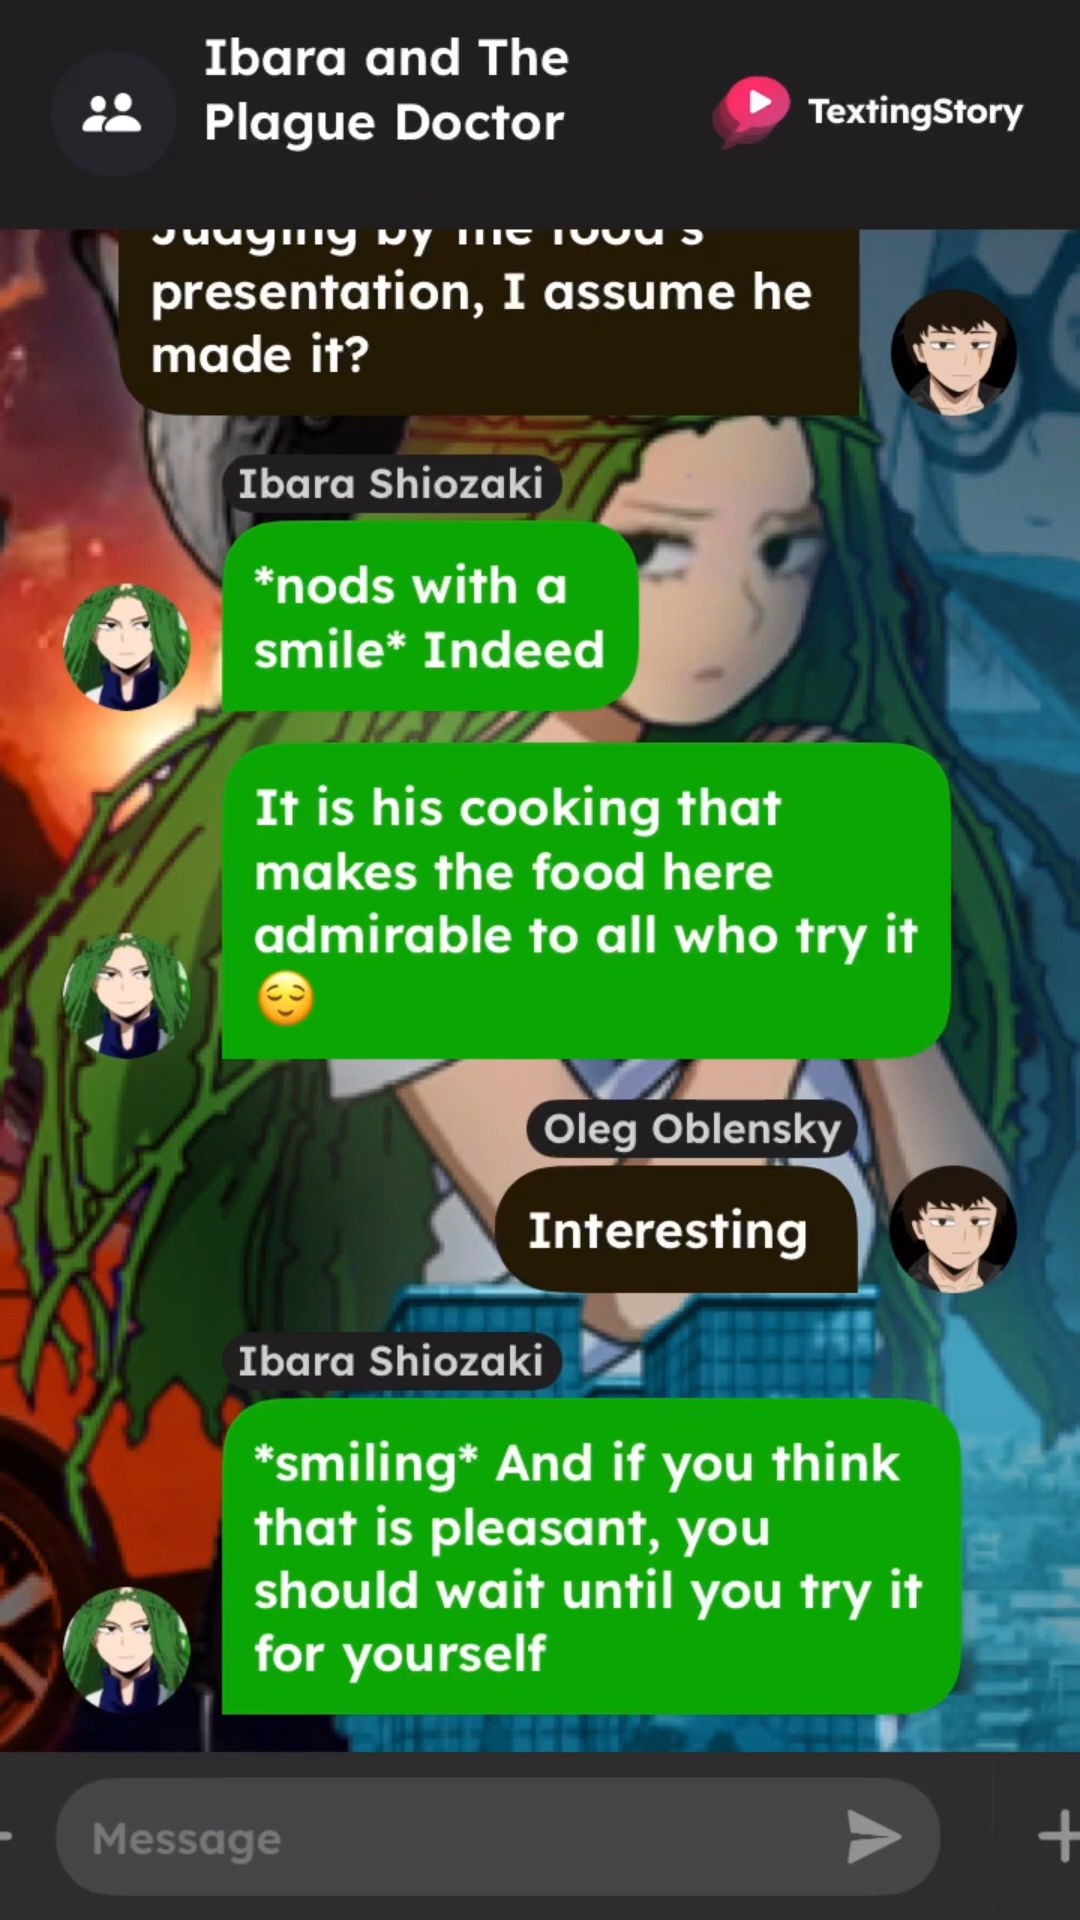 Ibara and The
Plague Doctor
TextingStory
Judging by the food's
presentation, I assume he
made it?
Ibara Shiozaki
*nods with a
smile* Indeed
It is his cooking that
makes the food here
admirable to all who try it
😌
Oleg Oblensky
Interesting
Ibara Shiozaki
*smiling* And if you think
that is pleasant, you
should wait until you try it
for yourself
Message